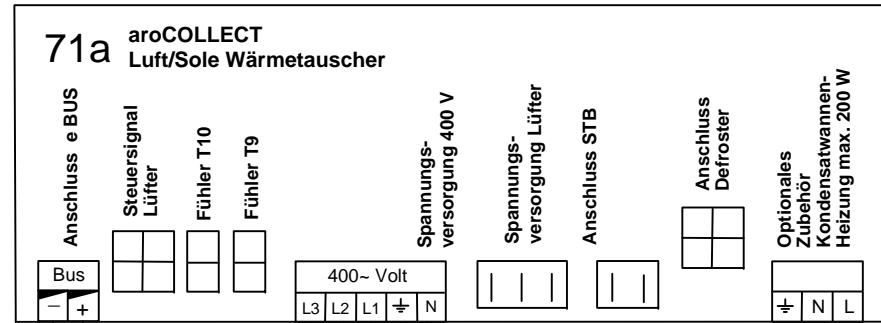 71a
aroCOLLECT
Luft/Sole Wärmetauscher
Anschluss e BUS
Steuersignal
Lüfter
Fühler T10
Fühler T9
Spannungs-
versorgung 400 V
Spannungs-
versorgung Lüfter
Anschluss STB
Anschluss
Defroster
Optionales
Zubehör
Kondensatwannen-
Heizung max. 200 W
Bus
− +
400~ Volt
L3 L2 L1 ⏚ N
⏚ N L